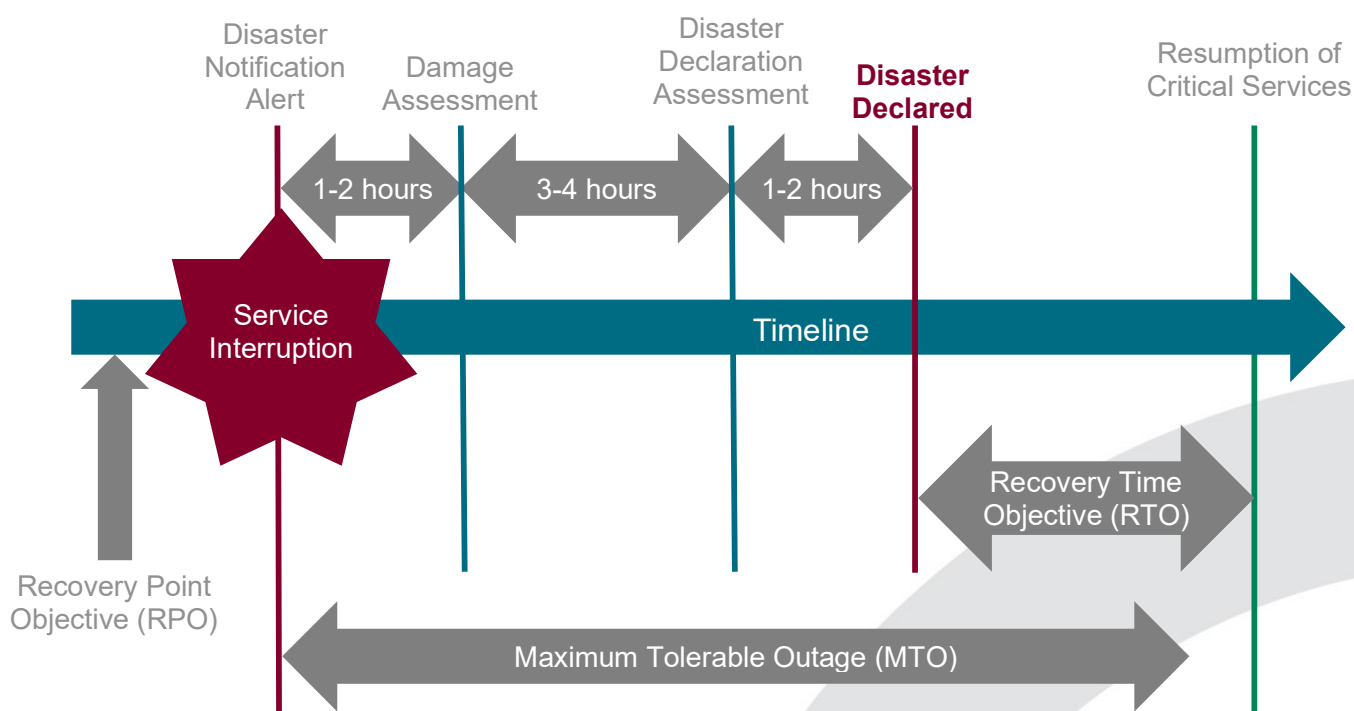 Disaster
Notification
Alert
Damage
Assessment
Disaster
Declaration
Assessment
Disaster
Declared
Resumption of
Critical Services
1-2 hours
3-4 hours
1-2 hours
Service
Interruption
Timeline
Recovery Time
Objective (RTO)
Recovery Point
Objective (RPO)
Maximum Tolerable Outage (MTO)